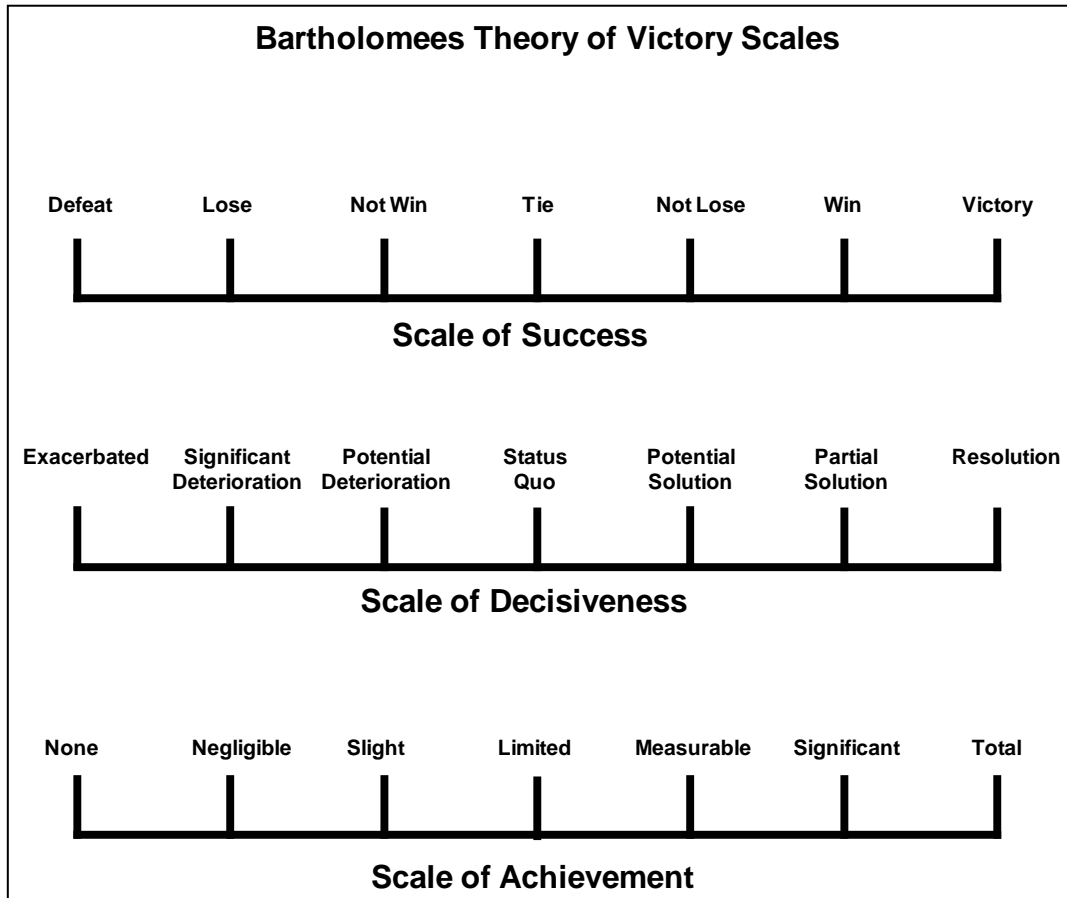 Bartholomees Theory of Victory Scales
Defeat Lose Not Win Tie Not Lose Win Victory
Scale of Success
Exacerbated Significant Potential Status Potential Partial Resolution
Deterioration Deterioration Quo Solution Solution
Scale of Decisiveness
None Negligible Slight Limited Measurable Significant Total
Scale of Achievement